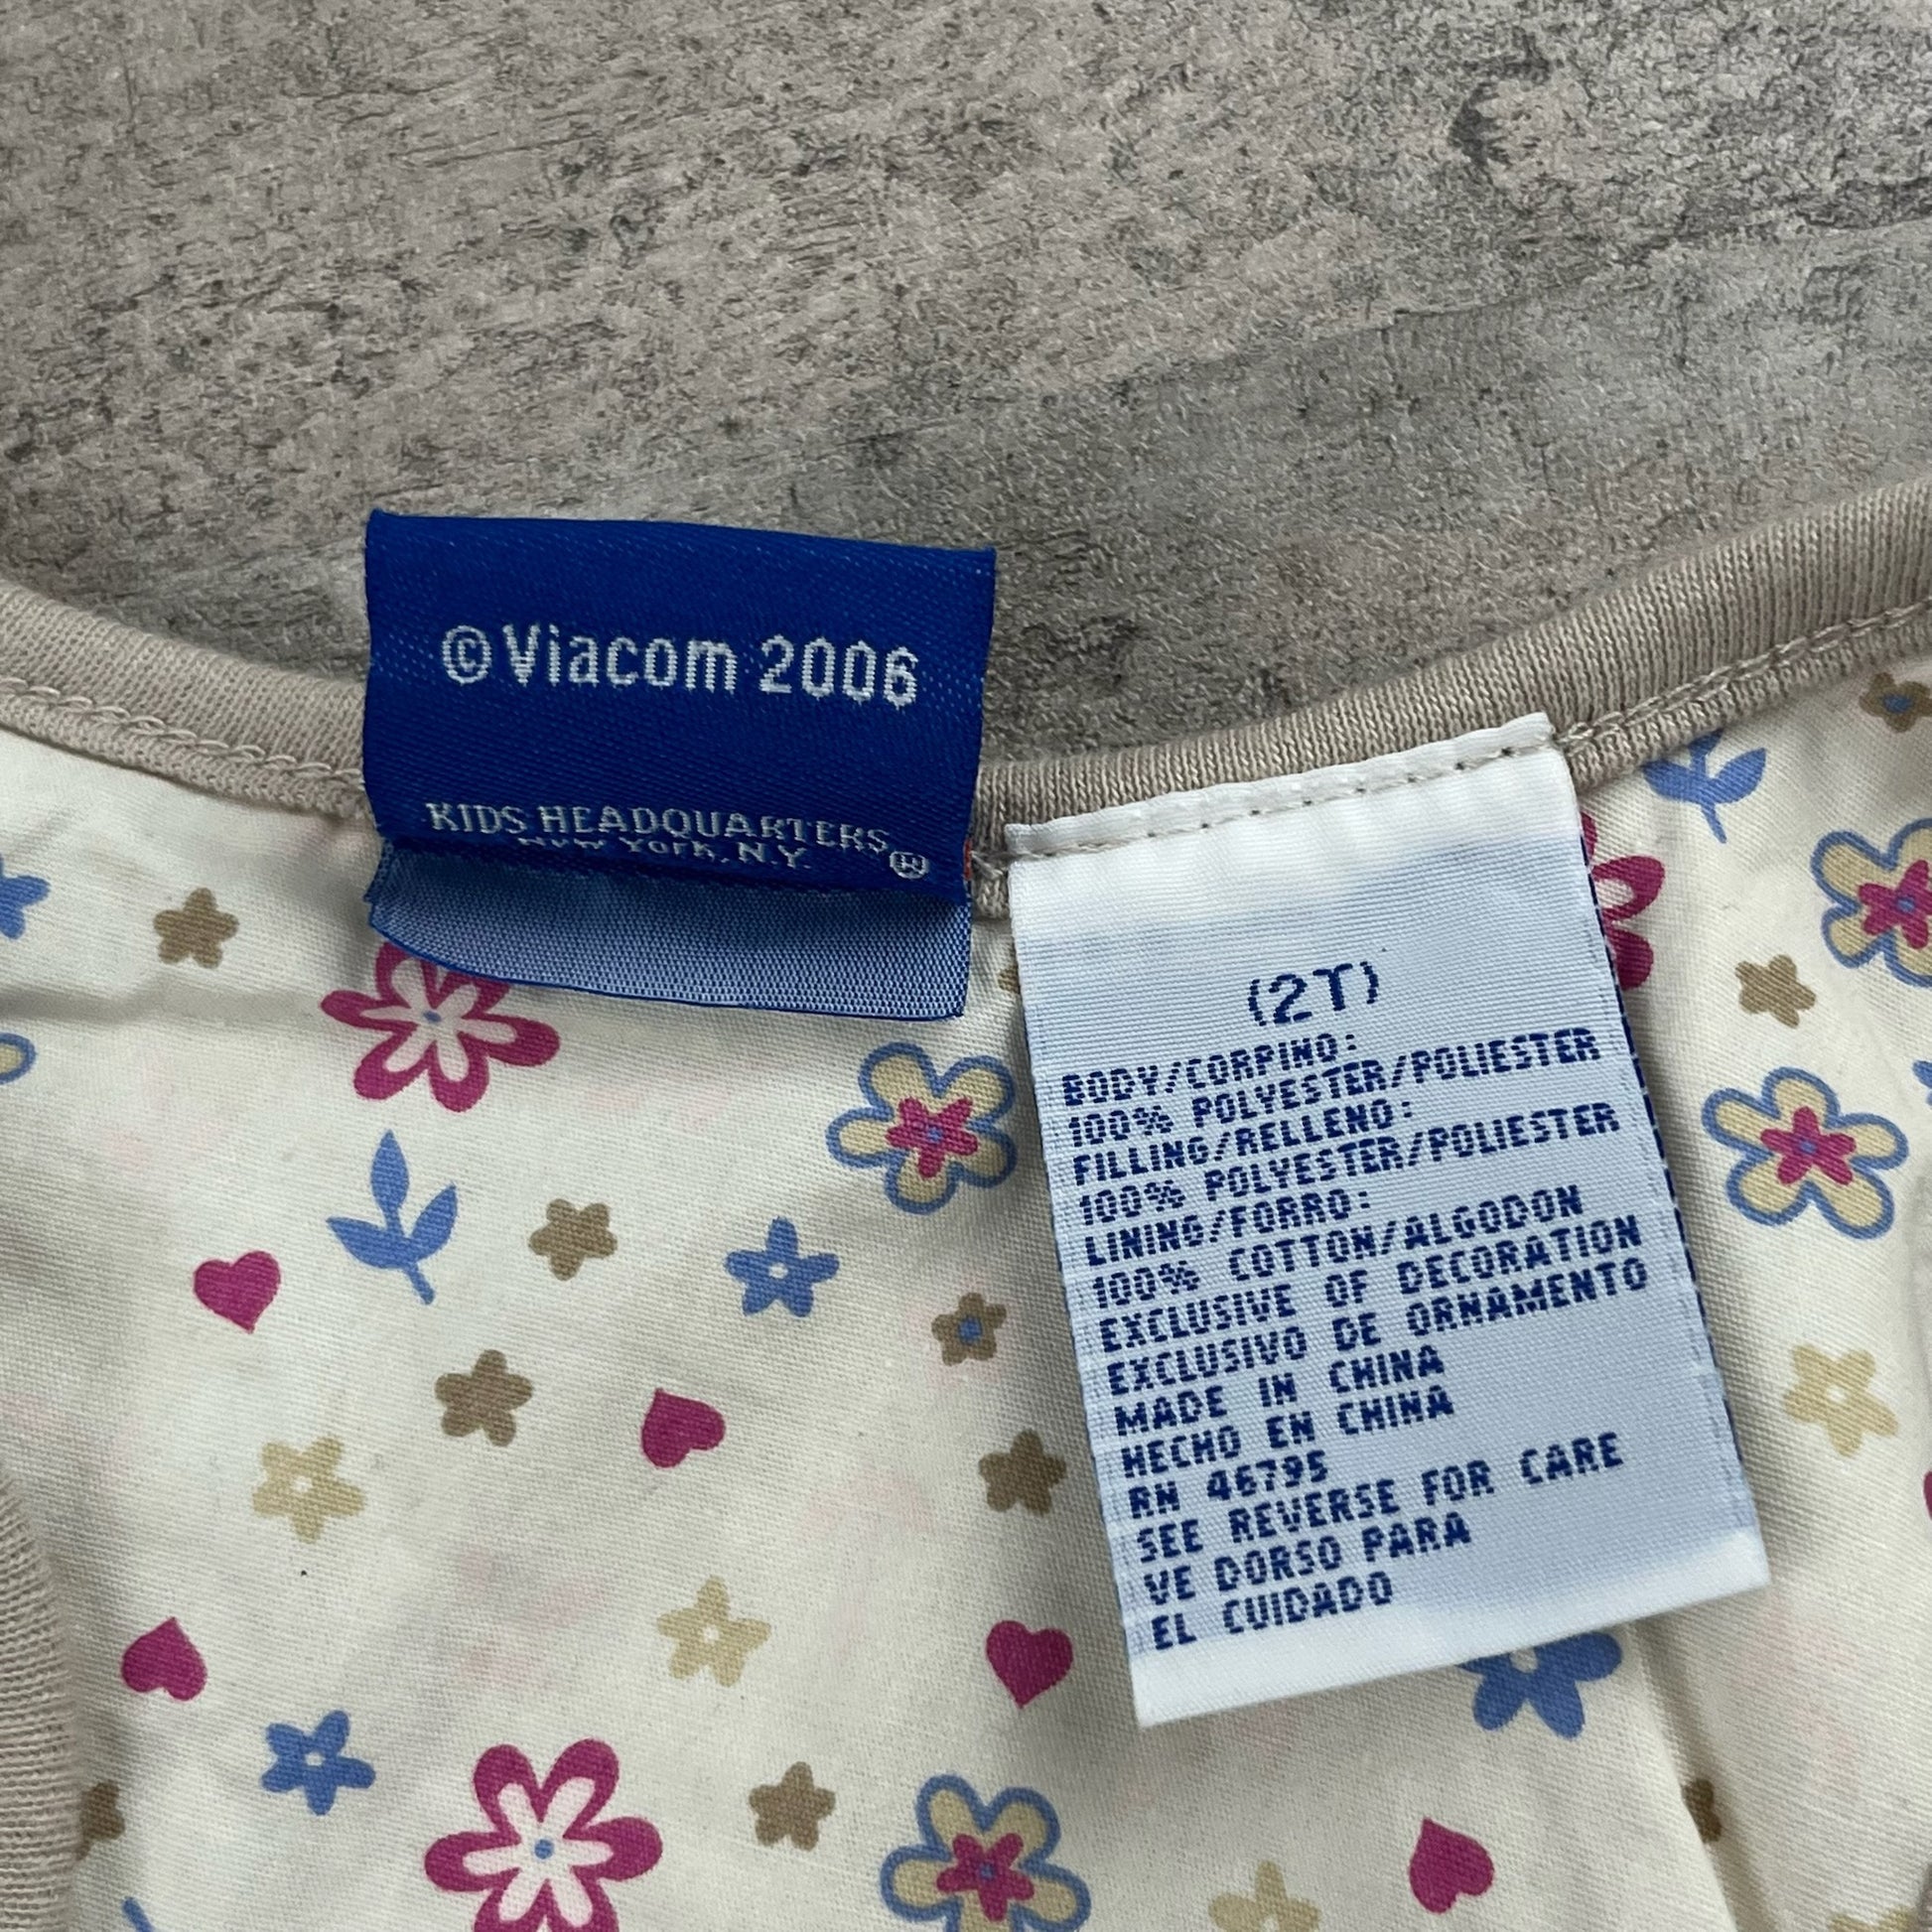 ©Viacom 2006
KIDS HEADQUARTERS®
New York, N.Y.
(2T)
BODY/CORPINO:
100% POLYESTER/POLIESTER
FILLING/RELLENO:
100% POLYESTER/POLIESTER
LINING/FORRO:
100% COTTON/ALGODON
EXCLUSIVE OF DECORATION
EXCLUSIVO DE ORNAMENTO
MADE IN CHINA
HECHO EN CHINA
RN 46795
SEE REVERSE FOR CARE
VE DORSO PARA
EL CUIDADO